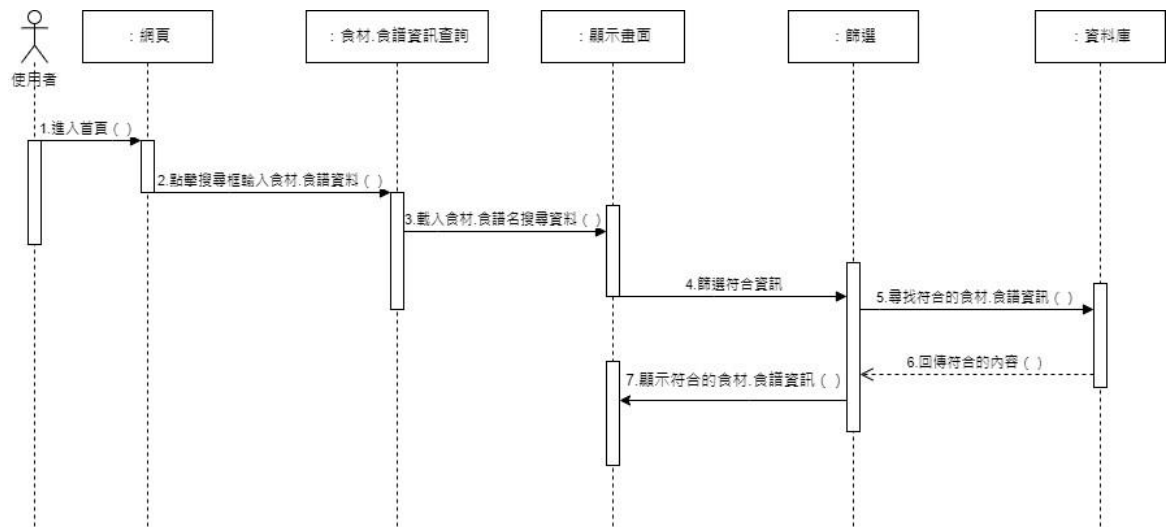 ：網頁
：食材.食譜資訊查詢
：顯示畫面
：篩選
：資料庫
使用者
1.進入首頁（ ）
2.點擊搜尋框輸入食材.食譜資料（ ）
3.載入食材.食譜名搜尋資料（ ）
4.篩選符合資訊
5.尋找符合的食材.食譜資訊（ ）
6.回傳符合的內容（ ）
7.顯示符合的食材.食譜資訊（ ）